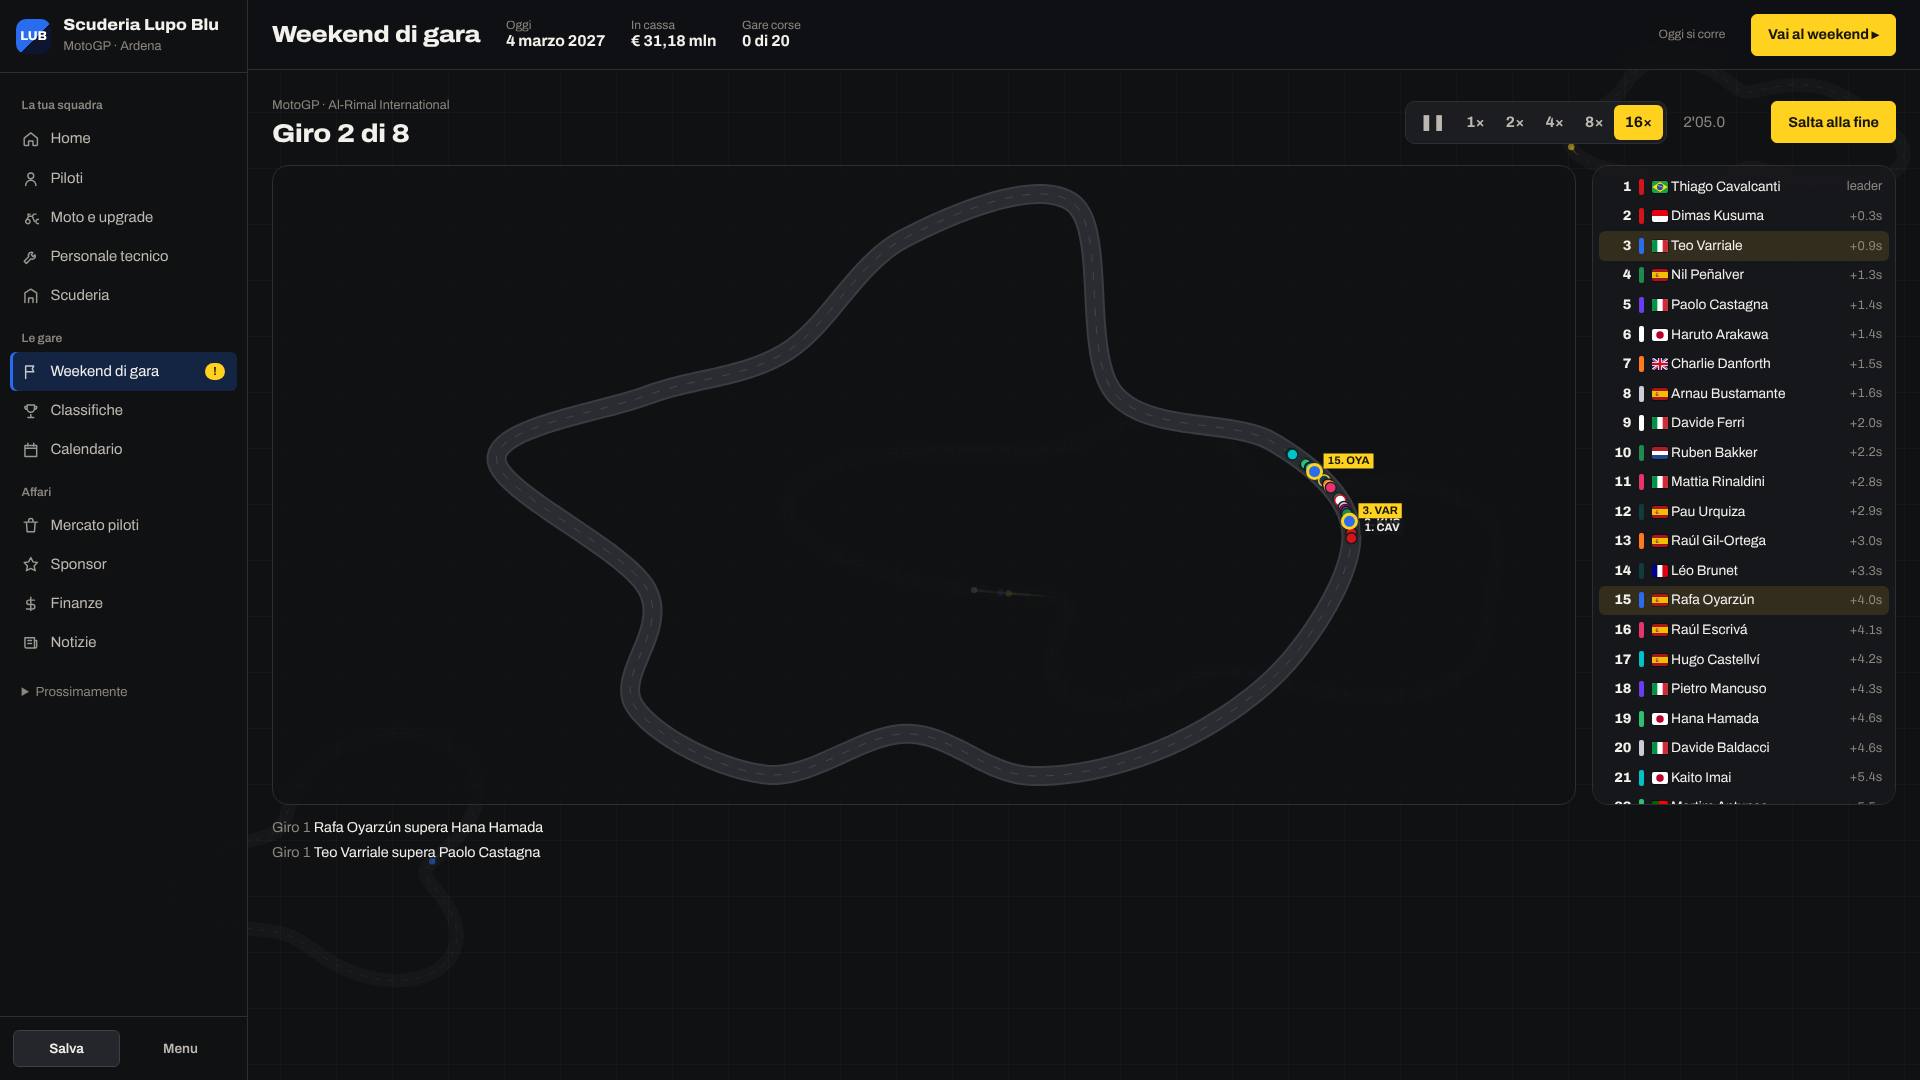 LUB
Scuderia Lupo Blu
MotoGP · Ardena
La tua squadra
Home
Piloti
Moto e upgrade
Personale tecnico
Scuderia
Le gare
Weekend di gara !
Classifiche
Calendario
Affari
Mercato piloti
Sponsor
Finanze
Notizie
Prossimamente
Salva
Menu
Weekend di gara
Oggi
4 marzo 2027
In cassa
€ 31,18 mln
Gare corse
0 di 20
Oggi si corre
Vai al weekend ▸
MotoGP · Al-Rimal International
Giro 2 di 8
1× 2× 4× 8× 16×
2'05.0
Salta alla fine
15. OYA
3. VAR
1. CAV
1 Thiago Cavalcanti leader
2 Dimas Kusuma +0.3s
3 Teo Varriale +0.9s
4 Nil Peñalver +1.3s
5 Paolo Castagna +1.4s
6 Haruto Arakawa +1.4s
7 Charlie Danforth +1.5s
8 Arnau Bustamante +1.6s
9 Davide Ferri +2.0s
10 Ruben Bakker +2.2s
11 Mattia Rinaldini +2.8s
12 Pau Urquiza +2.9s
13 Raúl Gil-Ortega +3.0s
14 Léo Brunet +3.3s
15 Rafa Oyarzún +4.0s
16 Raúl Escrivá +4.1s
17 Hugo Castellví +4.2s
18 Pietro Mancuso +4.3s
19 Hana Hamada +4.6s
20 Davide Baldacci +4.6s
21 Kaito Imai +5.4s
Giro 1 Rafa Oyarzún supera Hana Hamada
Giro 1 Teo Varriale supera Paolo Castagna